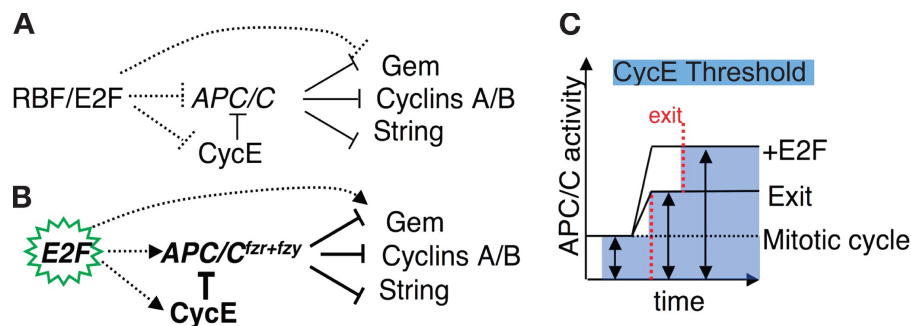 A
RBF/E2F
APC/C
CycE
Gem
Cyclins A/B
String
B
E2F
APC/C fzr+fzy
CycE
Gem
Cyclins A/B
String
C
CycE Threshold
APC/C activity
exit
+E2F
Exit
Mitotic cycle
time